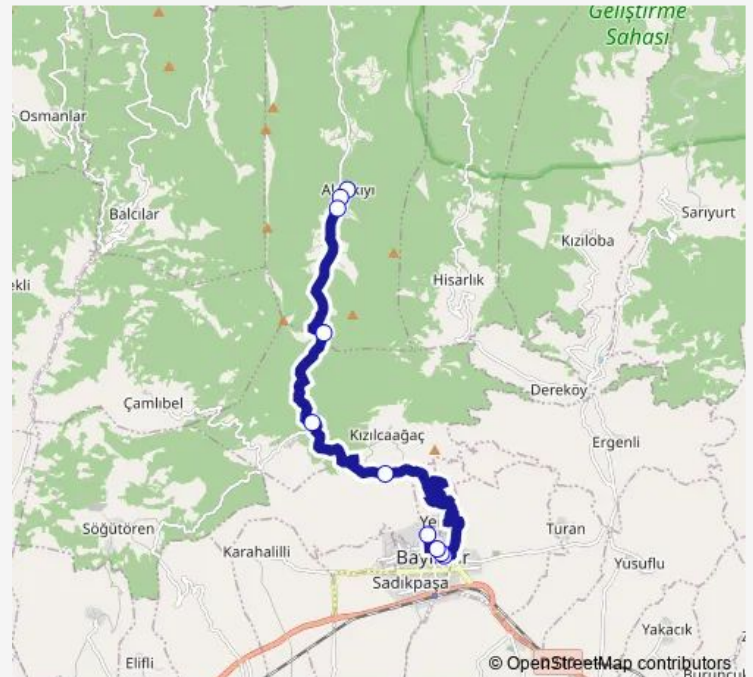 Geliştirme
Sahası
Osmanlar
Balcılar
Sarıyurt
Kızıloba
Hisarlık
Dereköy
Çamlıbel
Kızılcaağaç
Ergenli
Söğütören
Turan
Karahalilli
Yusuflu
Sadıkpaşa
Yakacık
Elifli
© OpenStreetMap contributors